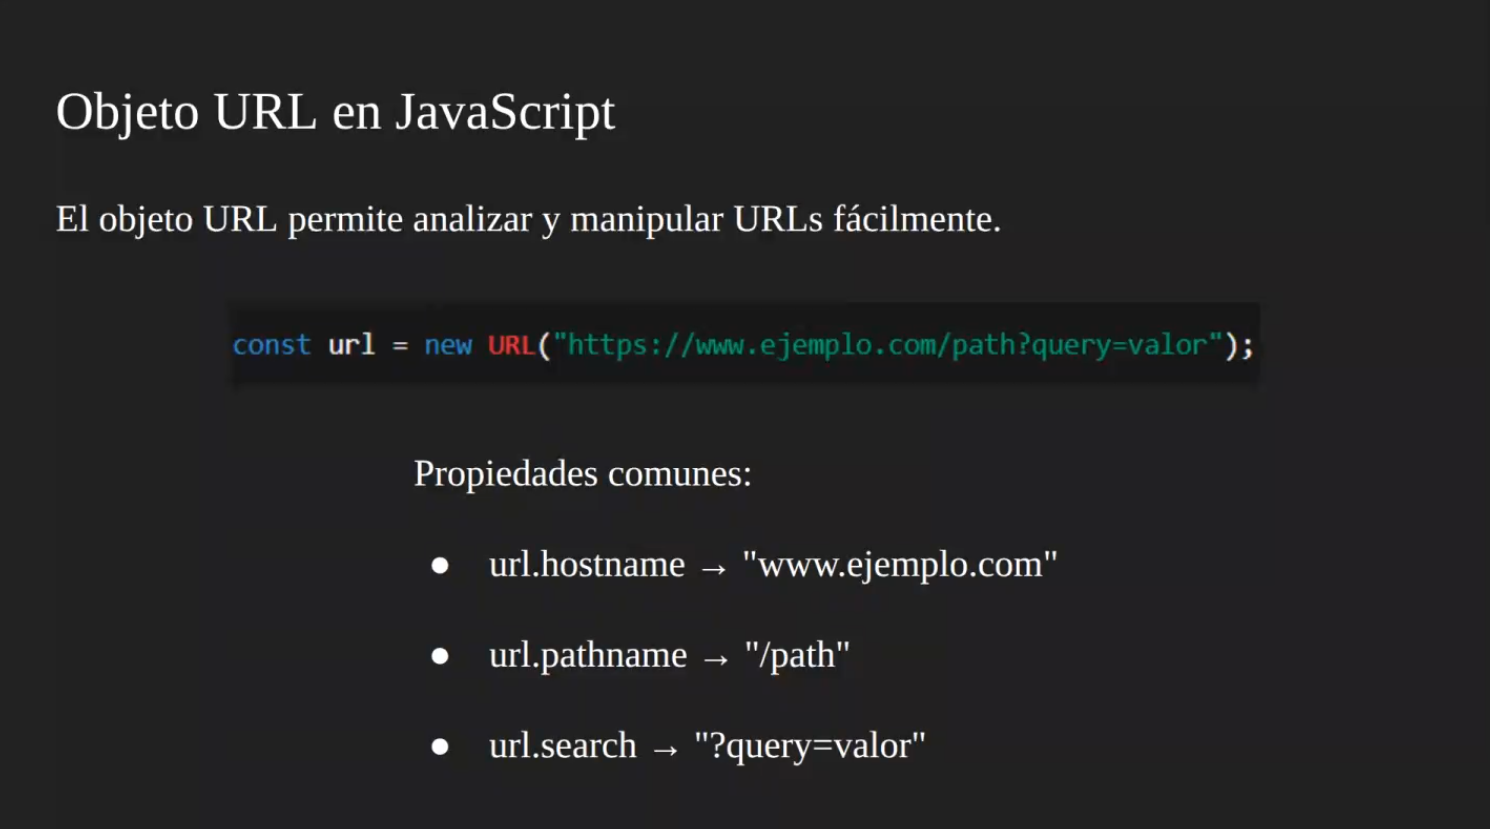 Objeto URL en JavaScript
El objeto URL permite analizar y manipular URLs fácilmente.
const url = new URL("https://www.ejemplo.com/path?query=valor");
Propiedades comunes:
● url.hostname → "www.ejemplo.com"
● url.pathname → "/path"
● url.search → "?query=valor"